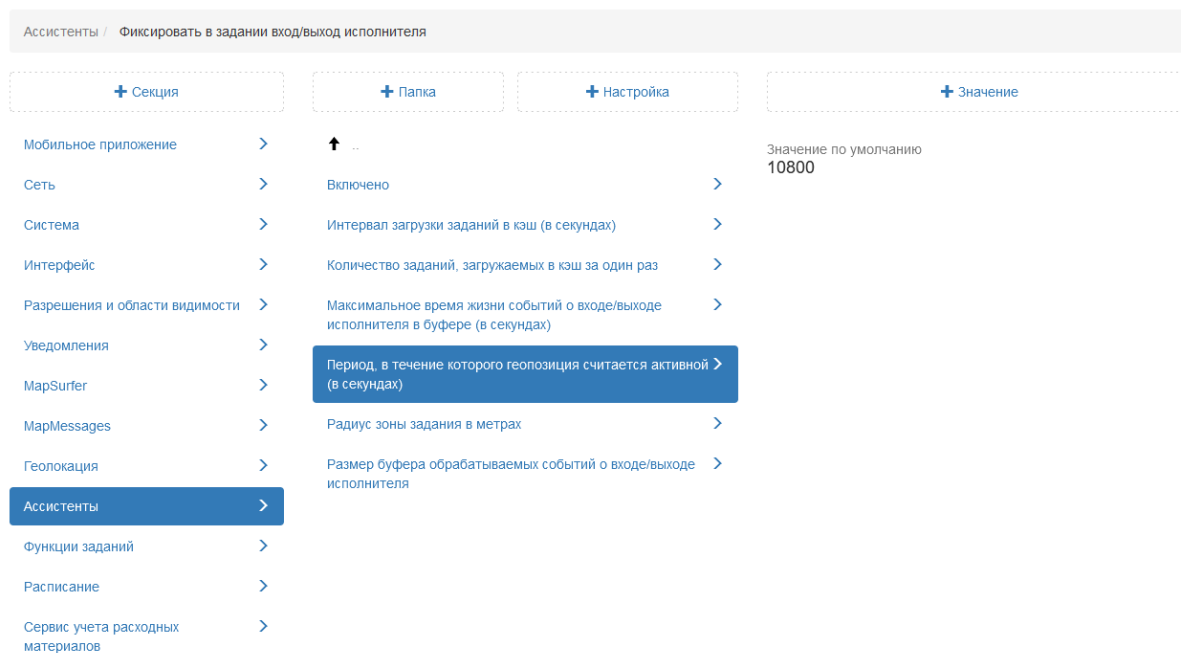 Ассистенты / Фиксировать в задании вход/выход исполнителя
+ Секция
+ Папка
+ Настройка
+ Значение
Мобильное приложение
Сеть
Система
Интерфейс
Разрешения и области видимости
Уведомления
MapSurfer
MapMessages
Геолокация
Ассистенты
Функции заданий
Расписание
Сервис учета расходных
материалов
..
Включено
Интервал загрузки заданий в кэш (в секундах)
Количество заданий, загружаемых в кэш за один раз
Максимальное время жизни событий о входе/выходе
исполнителя в буфере (в секундах)
Период, в течение которого геопозиция считается активной
(в секундах)
Радиус зоны задания в метрах
Размер буфера обрабатываемых событий о входе/выходе
исполнителя
Значение по умолчанию
10800